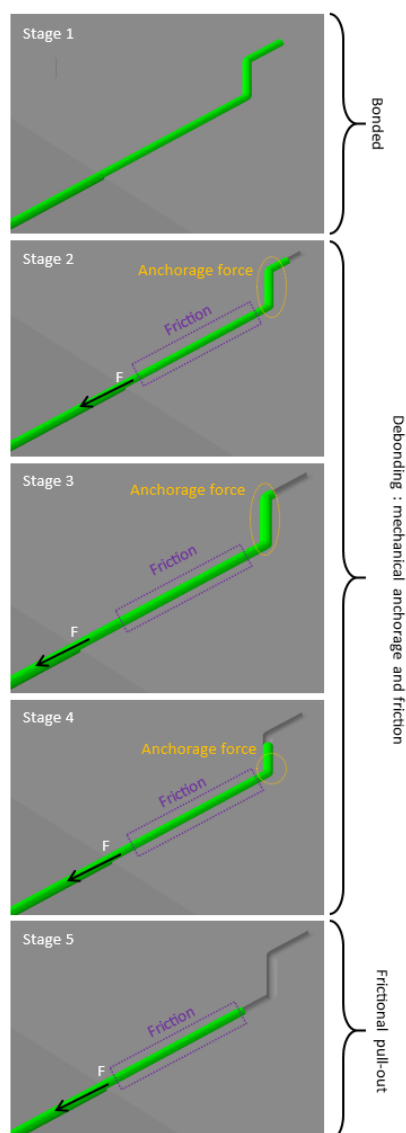 Stage 1
Bonded
Stage 2
Anchorage force
Friction
F
Stage 3
Anchorage force
Friction
F
Debonding : mechanical anchorage and friction
Stage 4
Anchorage force
Friction
F
Stage 5
Friction
F
Frictional pull-out